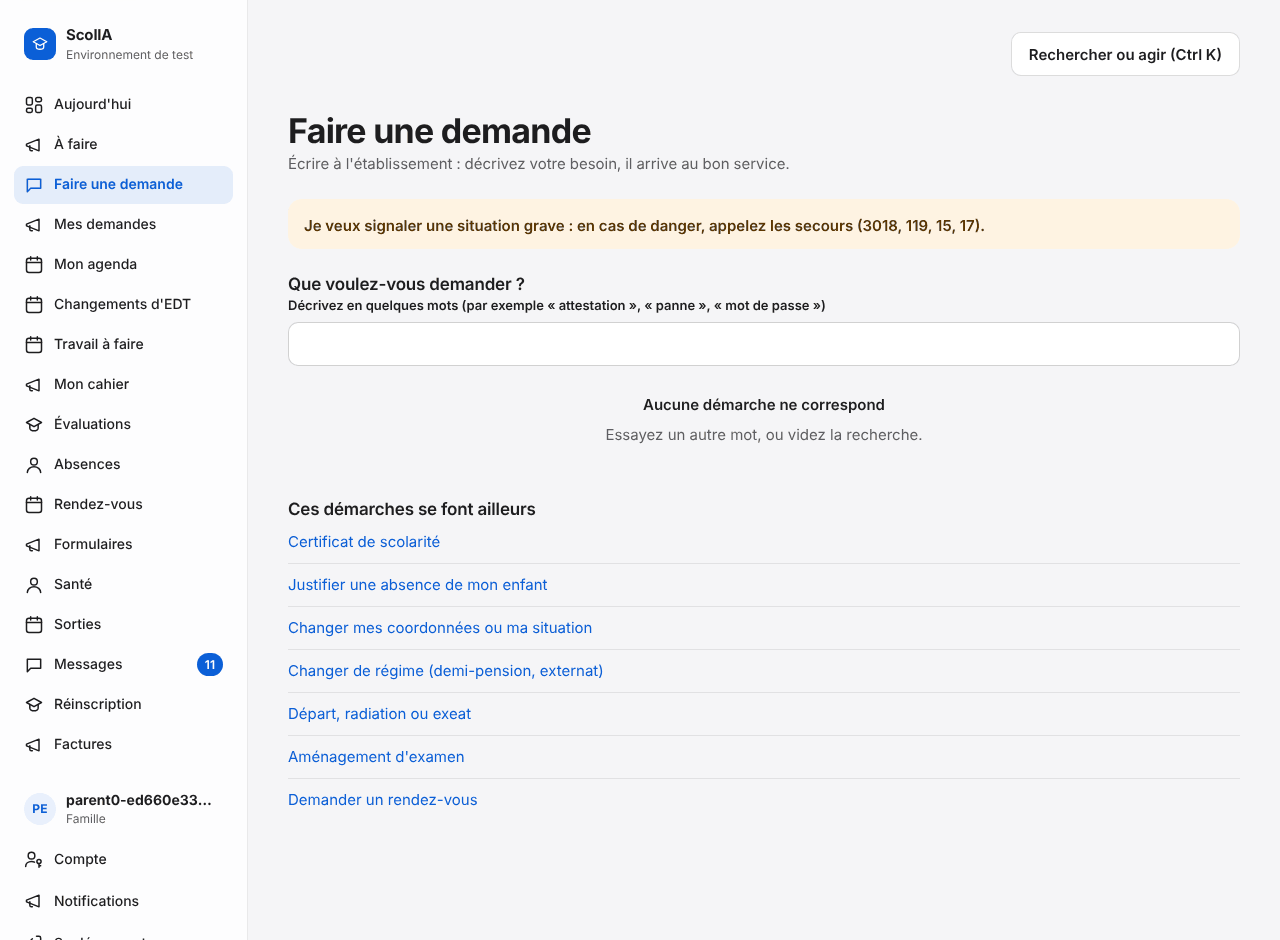 ScolIA
Environnement de test
Aujourd'hui
À faire
Faire une demande
Mes demandes
Mon agenda
Changements d'EDT
Travail à faire
Mon cahier
Évaluations
Absences
Rendez-vous
Formulaires
Santé
Sorties
Messages 11
Réinscription
Factures
PE
parent0-ed660e33...
Famille
Compte
Notifications
Rechercher ou agir (Ctrl K)
Faire une demande
Écrire à l'établissement : décrivez votre besoin, il arrive au bon service.
Je veux signaler une situation grave : en cas de danger, appelez les secours (3018, 119, 15, 17).
Que voulez-vous demander ?
Décrivez en quelques mots (par exemple « attestation », « panne », « mot de passe »)
Aucune démarche ne correspond
Essayez un autre mot, ou videz la recherche.
Ces démarches se font ailleurs
Certificat de scolarité
Justifier une absence de mon enfant
Changer mes coordonnées ou ma situation
Changer de régime (demi-pension, externat)
Départ, radiation ou exeat
Aménagement d'examen
Demander un rendez-vous